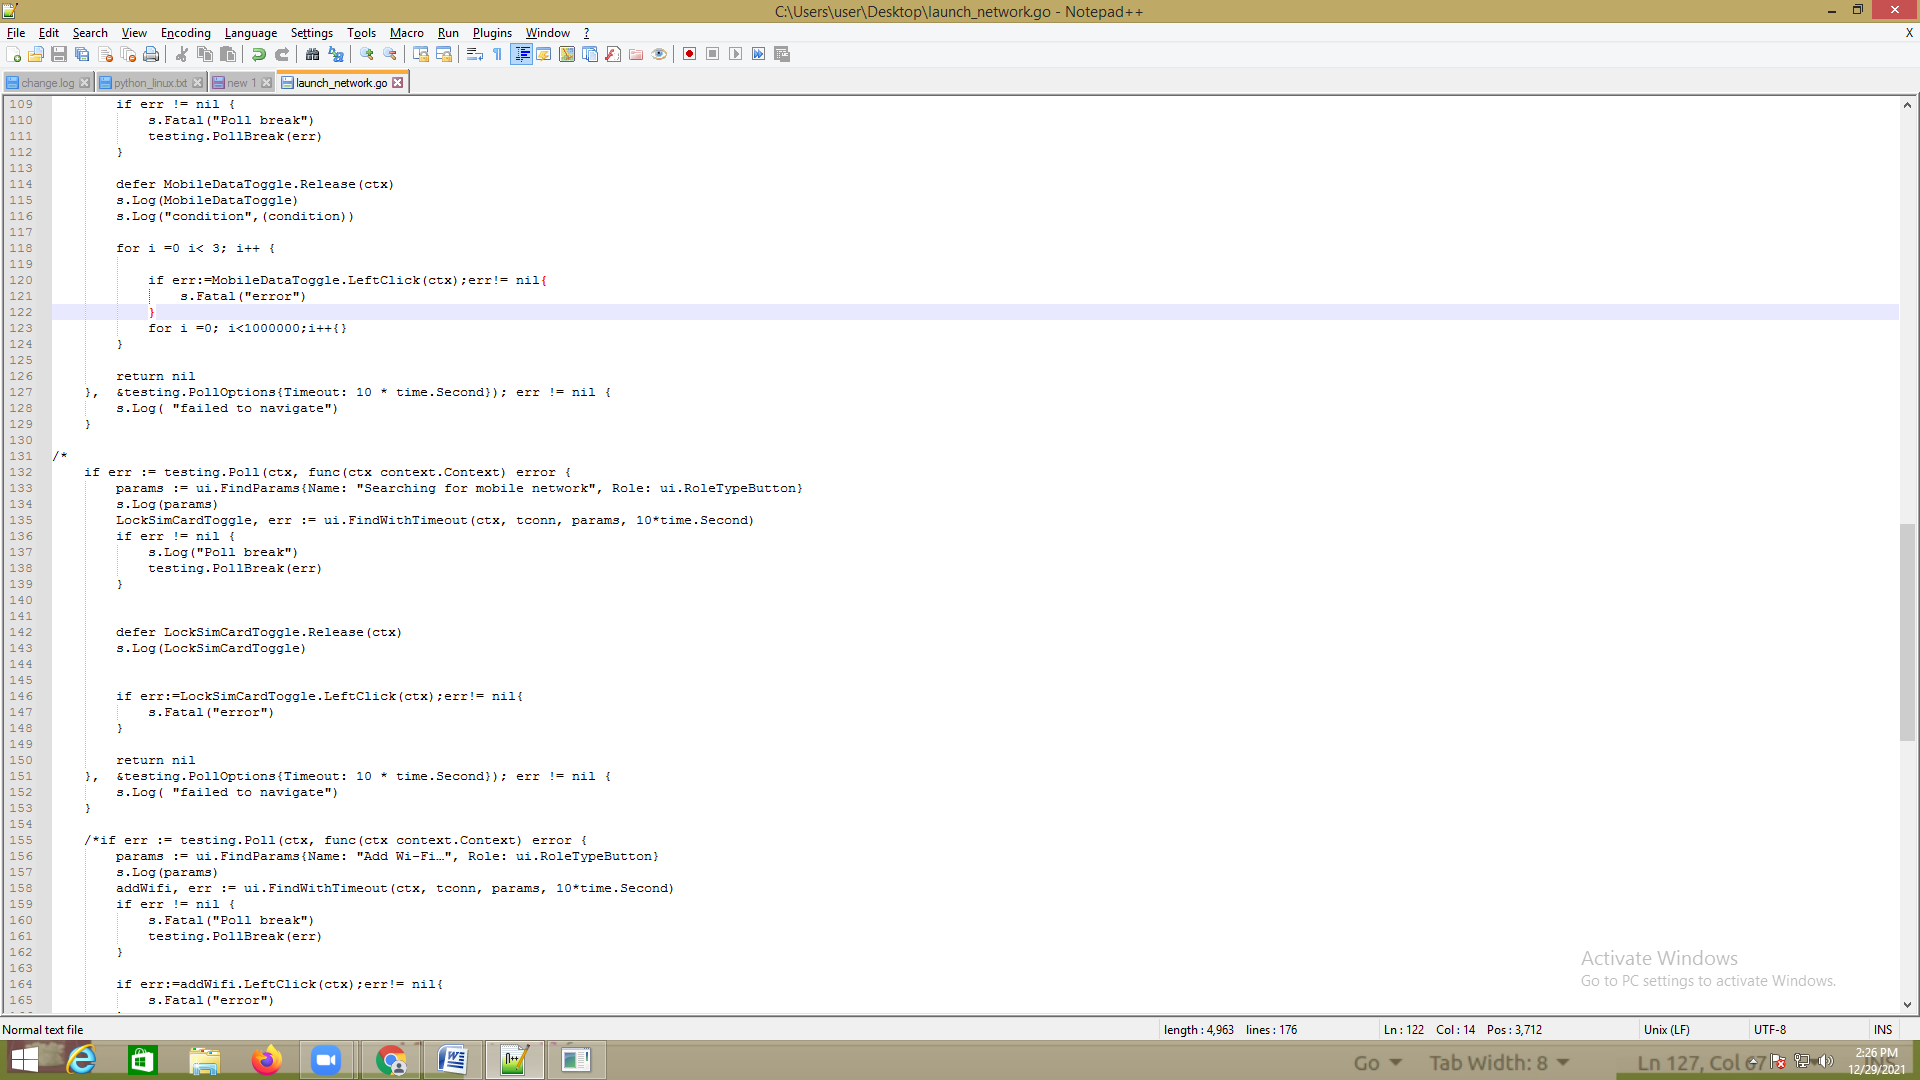 C:\Users\user\Desktop\launch_network.go - Notepad++
File Edit Search View Encoding Language Settings Tools Macro Run Plugins Window ? X
change.log python_linux.txt new 1 launch_network.go
109 if err != nil {
110 s.Fatal("Poll break")
111 testing.PollBreak(err)
112 }
113
114 defer MobileDataToggle.Release(ctx)
115 s.Log(MobileDataToggle)
116 s.Log("condition",(condition))
117
118 for i =0 i< 3; i++ {
119
120 if err:=MobileDataToggle.LeftClick(ctx);err!= nil{
121 s.Fatal("error")
122 }
123 for i =0; i<1000000;i++{}
124 }
125
126 return nil
127 }, &testing.PollOptions{Timeout: 10 * time.Second}); err != nil {
128 s.Log( "failed to navigate")
129 }
130
131 /*
132 if err := testing.Poll(ctx, func(ctx context.Context) error {
133 params := ui.FindParams{Name: "Searching for mobile network", Role: ui.RoleTypeButton}
134 s.Log(params)
135 LockSimCardToggle, err := ui.FindWithTimeout(ctx, tconn, params, 10*time.Second)
136 if err != nil {
137 s.Log("Poll break")
138 testing.PollBreak(err)
139 }
140
141
142 defer LockSimCardToggle.Release(ctx)
143 s.Log(LockSimCardToggle)
144
145
146 if err:=LockSimCardToggle.LeftClick(ctx);err!= nil{
147 s.Fatal("error")
148 }
149
150 return nil
151 }, &testing.PollOptions{Timeout: 10 * time.Second}); err != nil {
152 s.Log( "failed to navigate")
153 }
154
155 /*if err := testing.Poll(ctx, func(ctx context.Context) error {
156 params := ui.FindParams{Name: "Add Wi-Fi…", Role: ui.RoleTypeButton}
157 s.Log(params)
158 addWifi, err := ui.FindWithTimeout(ctx, tconn, params, 10*time.Second)
159 if err != nil {
160 s.Fatal("Poll break")
161 testing.PollBreak(err)
162 }
163
164 if err:=addWifi.LeftClick(ctx);err!= nil{
165 s.Fatal("error")
Activate Windows
Go to PC settings to activate Windows.
Normal text file length : 4,963 lines : 176 Ln : 122 Col : 14 Pos : 3,712 Unix (LF) UTF-8 INS
Go Tab Width: 8 Ln 127, Col 67 INS
2:26 PM
12/29/2021